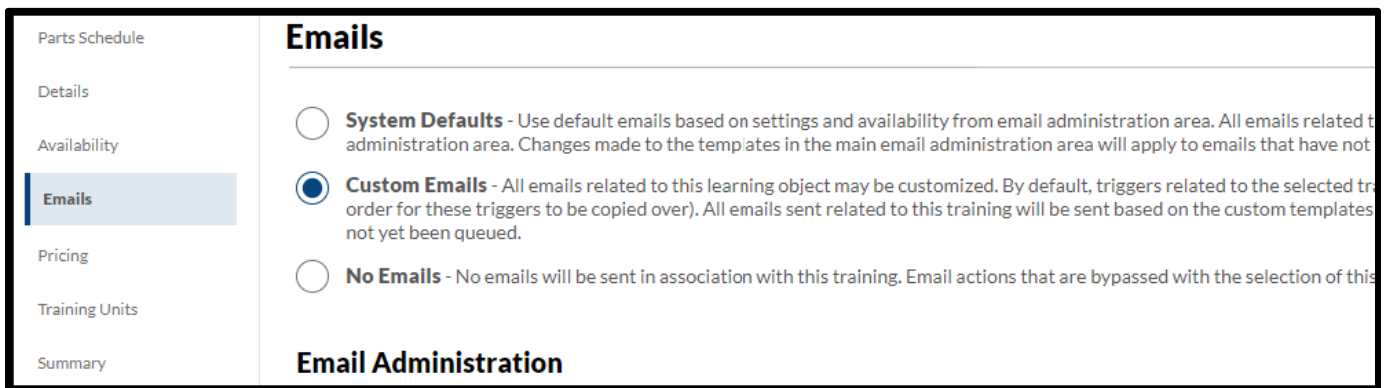 Parts Schedule
Details
Availability
Emails
Pricing
Training Units
Summary
Emails
System Defaults - Use default emails based on settings and availability from email administration area. All emails related
administration area. Changes made to the templates in the main email administration area will apply to emails that have not
Custom Emails - All emails related to this learning object may be customized. By default, triggers related to the selected
order for these triggers to be copied over). All emails sent related to this training will be sent based on the custom templates
not yet been queued.
No Emails - No emails will be sent in association with this training. Email actions that are bypassed with the selection of this
Email Administration